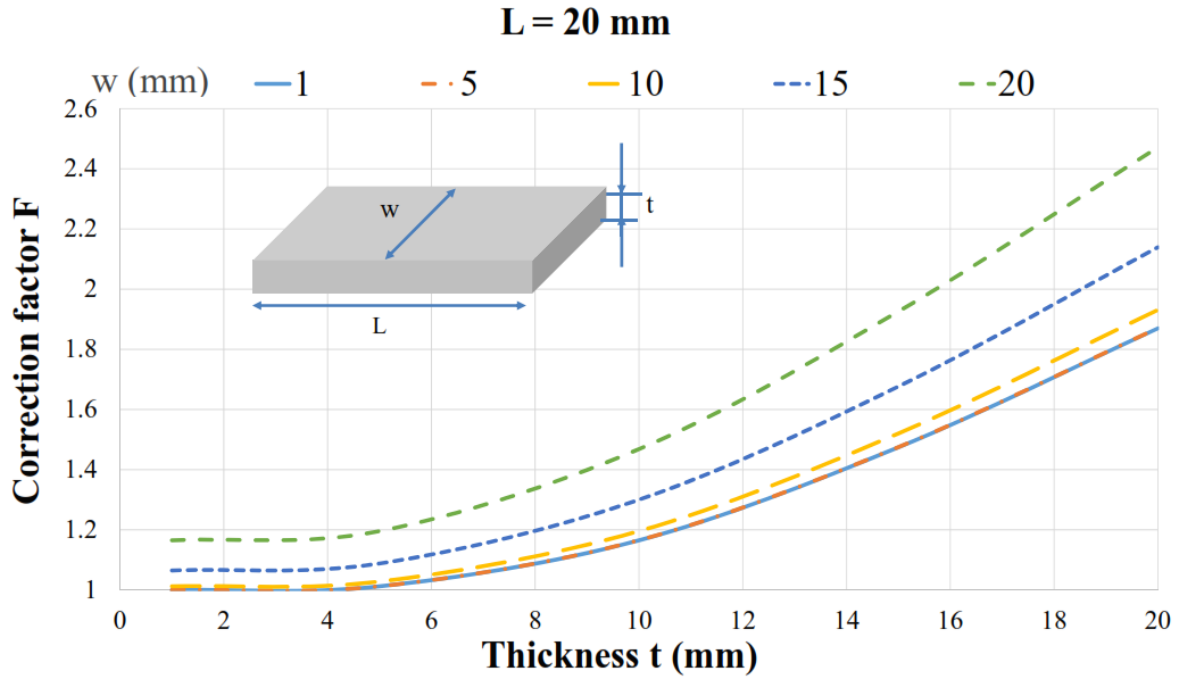 L = 20 mm
w (mm) 1 5 10 15 20
2.6
2.4
2.2
2
1.8
1.6
1.4
1.2
1
Correction factor F
w
t
L
0 2 4 6 8 10 12 14 16 18 20
Thickness t (mm)